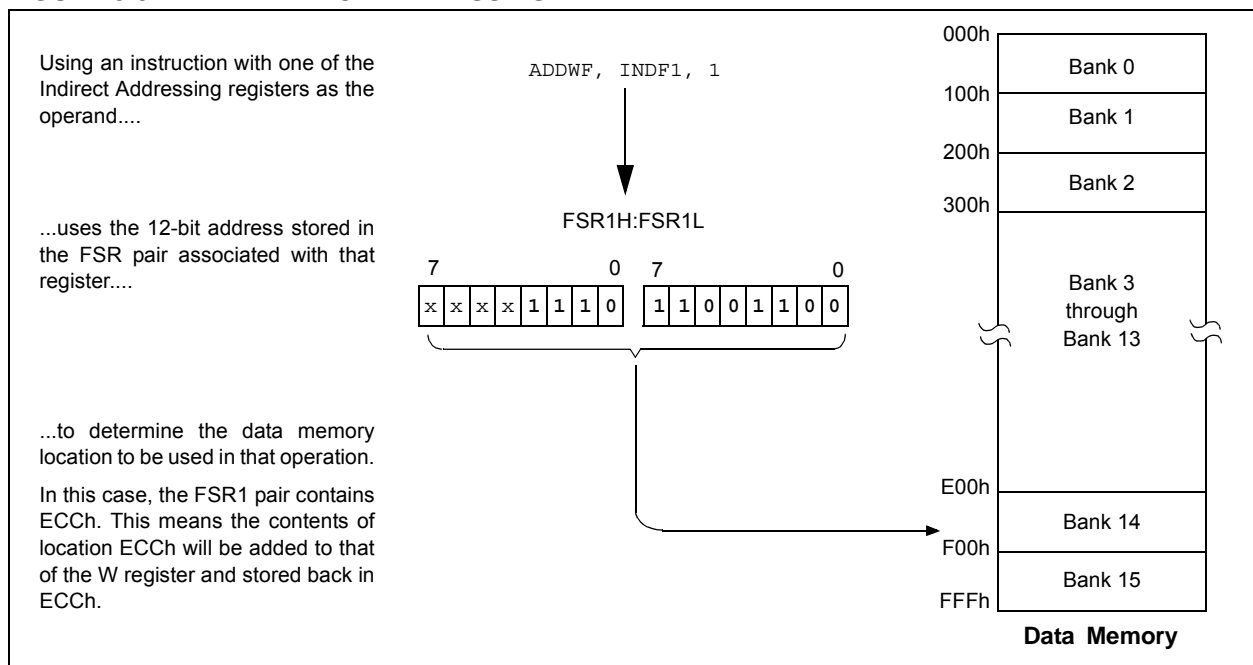 Using an instruction with one of the
Indirect Addressing registers as the
operand....
ADDWF, INDF1, 1
...uses the 12-bit address stored in
the FSR pair associated with that
register....
FSR1H:FSR1L
7 0 7 0
x x x x 1 1 1 0 1 1 0 0 1 1 0 0
...to determine the data memory
location to be used in that operation.
In this case, the FSR1 pair contains
ECCh. This means the contents of
location ECCh will be added to that
of the W register and stored back in
ECCh.
000h
Bank 0
100h
Bank 1
200h
Bank 2
300h
Bank 3
through
Bank 13
E00h
Bank 14
F00h
Bank 15
FFFh
Data Memory